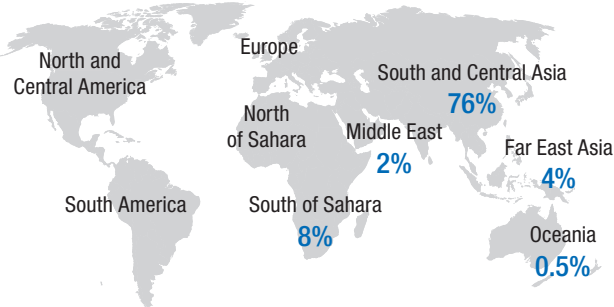 North and
Central America
Europe
South and Central Asia
76%
North
of Sahara
Middle East
2%
Far East Asia
4%
South America
South of Sahara
8%
Oceania
0.5%